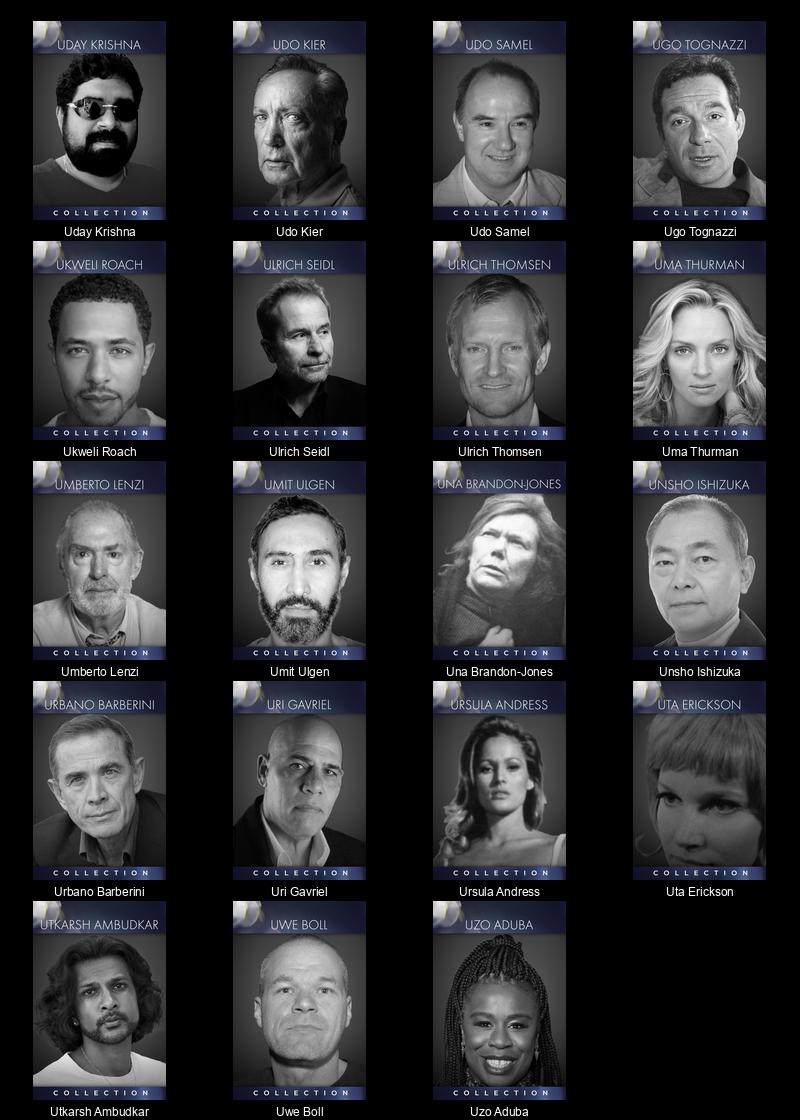 UDAY KRISHNA
COLLECTION
Uday Krishna
UDO KIER
COLLECTION
Udo Kier
UDO SAMEL
COLLECTION
Udo Samel
UGO TOGNAZZI
COLLECTION
Ugo Tognazzi
UKWELI ROACH
COLLECTION
Ukweli Roach
ULRICH SEIDL
COLLECTION
Ulrich Seidl
ULRICH THOMSEN
COLLECTION
Ulrich Thomsen
UMA THURMAN
COLLECTION
Uma Thurman
UMBERTO LENZI
COLLECTION
Umberto Lenzi
UMIT ULGEN
COLLECTION
Umit Ulgen
UNA BRANDON-JONES
COLLECTION
Una Brandon-Jones
UNSHO ISHIZUKA
COLLECTION
Unsho Ishizuka
URBANO BARBERINI
COLLECTION
Urbano Barberini
URI GAVRIEL
COLLECTION
Uri Gavriel
URSULA ANDRESS
COLLECTION
Ursula Andress
UTA ERICKSON
COLLECTION
Uta Erickson
UTKARSH AMBUDKAR
COLLECTION
Utkarsh Ambudkar
UWE BOLL
COLLECTION
Uwe Boll
UZO ADUBA
COLLECTION
Uzo Aduba